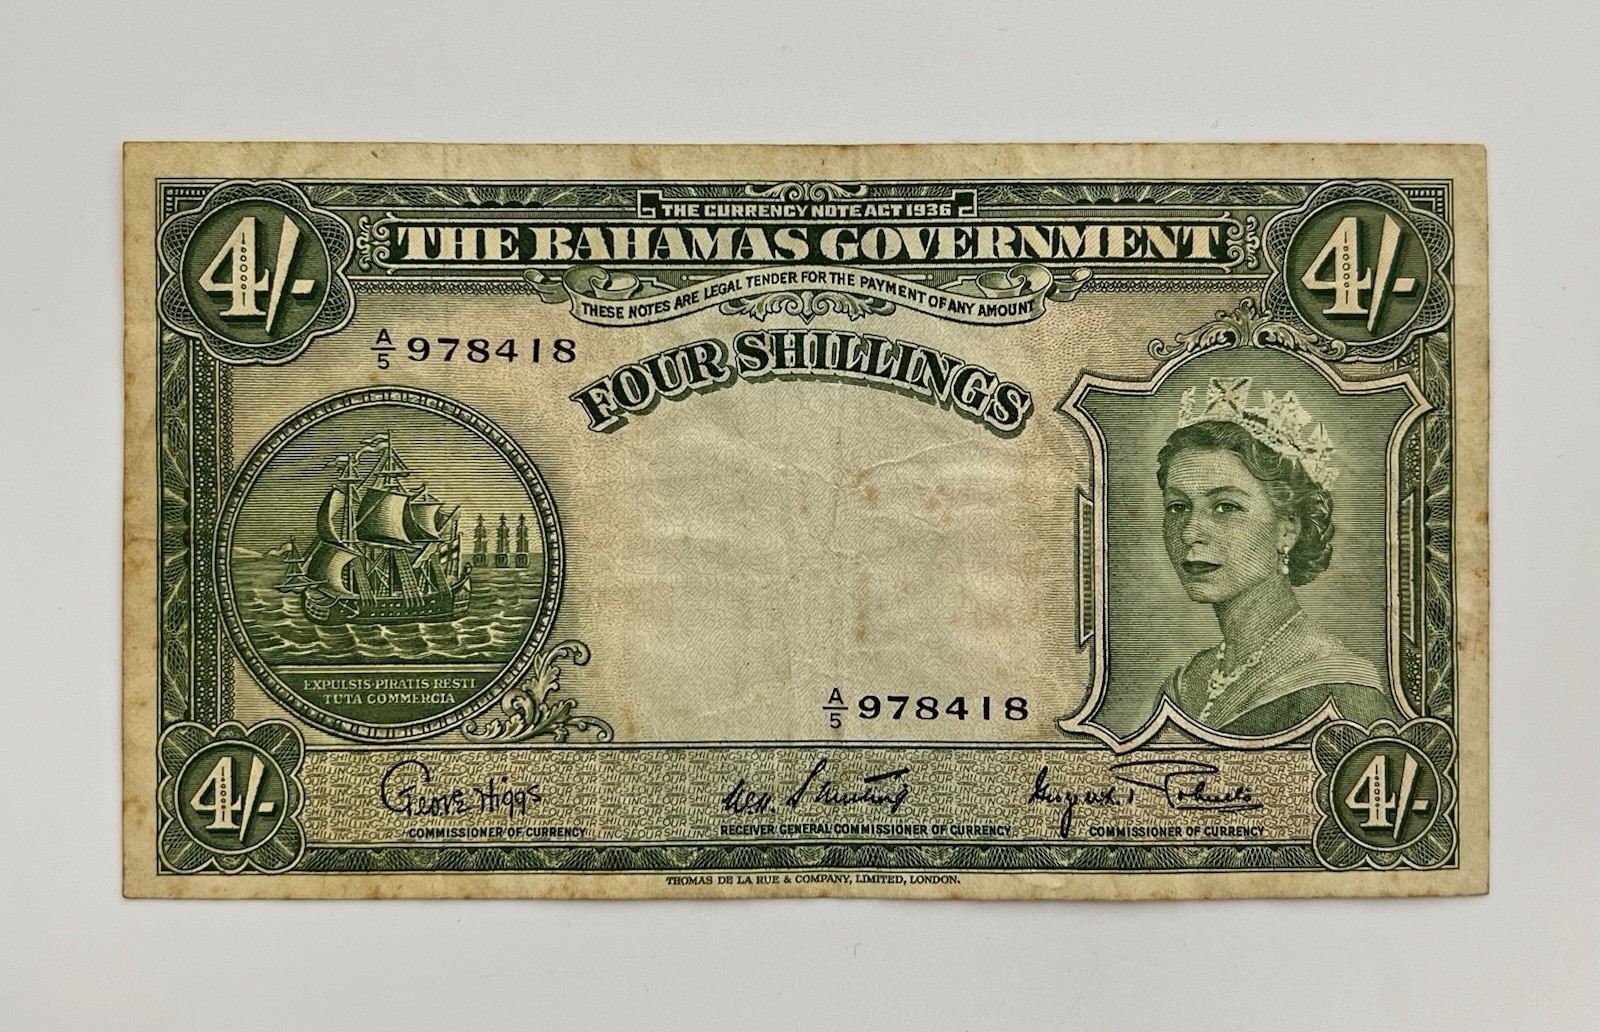 THE CURRENCY NOTE ACT 1936
4/- THE BAHAMAS GOVERNMENT 4/-
THESE NOTES ARE LEGAL TENDER FOR THE PAYMENT OF ANY AMOUNT
A/5 978418
FOUR SHILLINGS
EXPULSIS·PIRATIS RESTI
TUTA COMMERCIA
A/5 978418
4/- 4/-
George Higgs
COMMISSIONER OF CURRENCY
RECEIVER GENERAL/COMMISSIONER OF CURRENCY
COMMISSIONER OF CURRENCY
THOMAS DE LA RUE & COMPANY, LIMITED, LONDON.